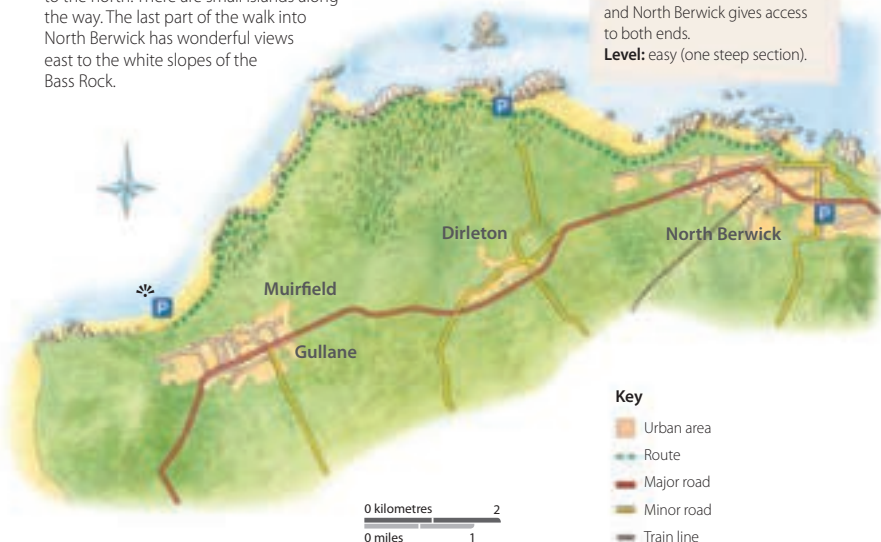 to the north. There are small islands along
the way. The last part of the walk into
North Berwick has wonderful views
east to the white slopes of the
Bass Rock.
and North Berwick gives access
to both ends.
Level: easy (one steep section).
P
Dirleton
North Berwick
P
Muirfield
P
Gullane
Key
Urban area
Route
Major road
Minor road
Train line
0 kilometres 2
0 miles 1